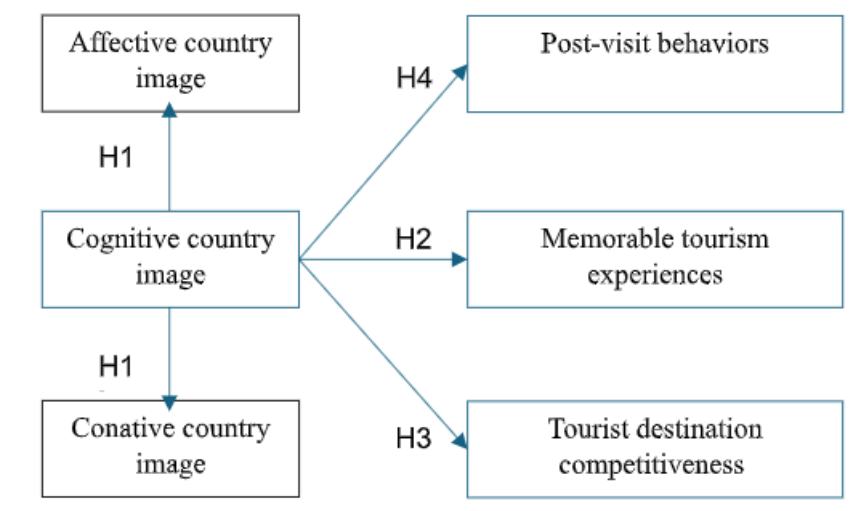 Affective country
image
Post-visit behaviors
H4
H1
Cognitive country
image
H2
Memorable tourism
experiences
H1
Conative country
image
H3
Tourist destination
competitiveness